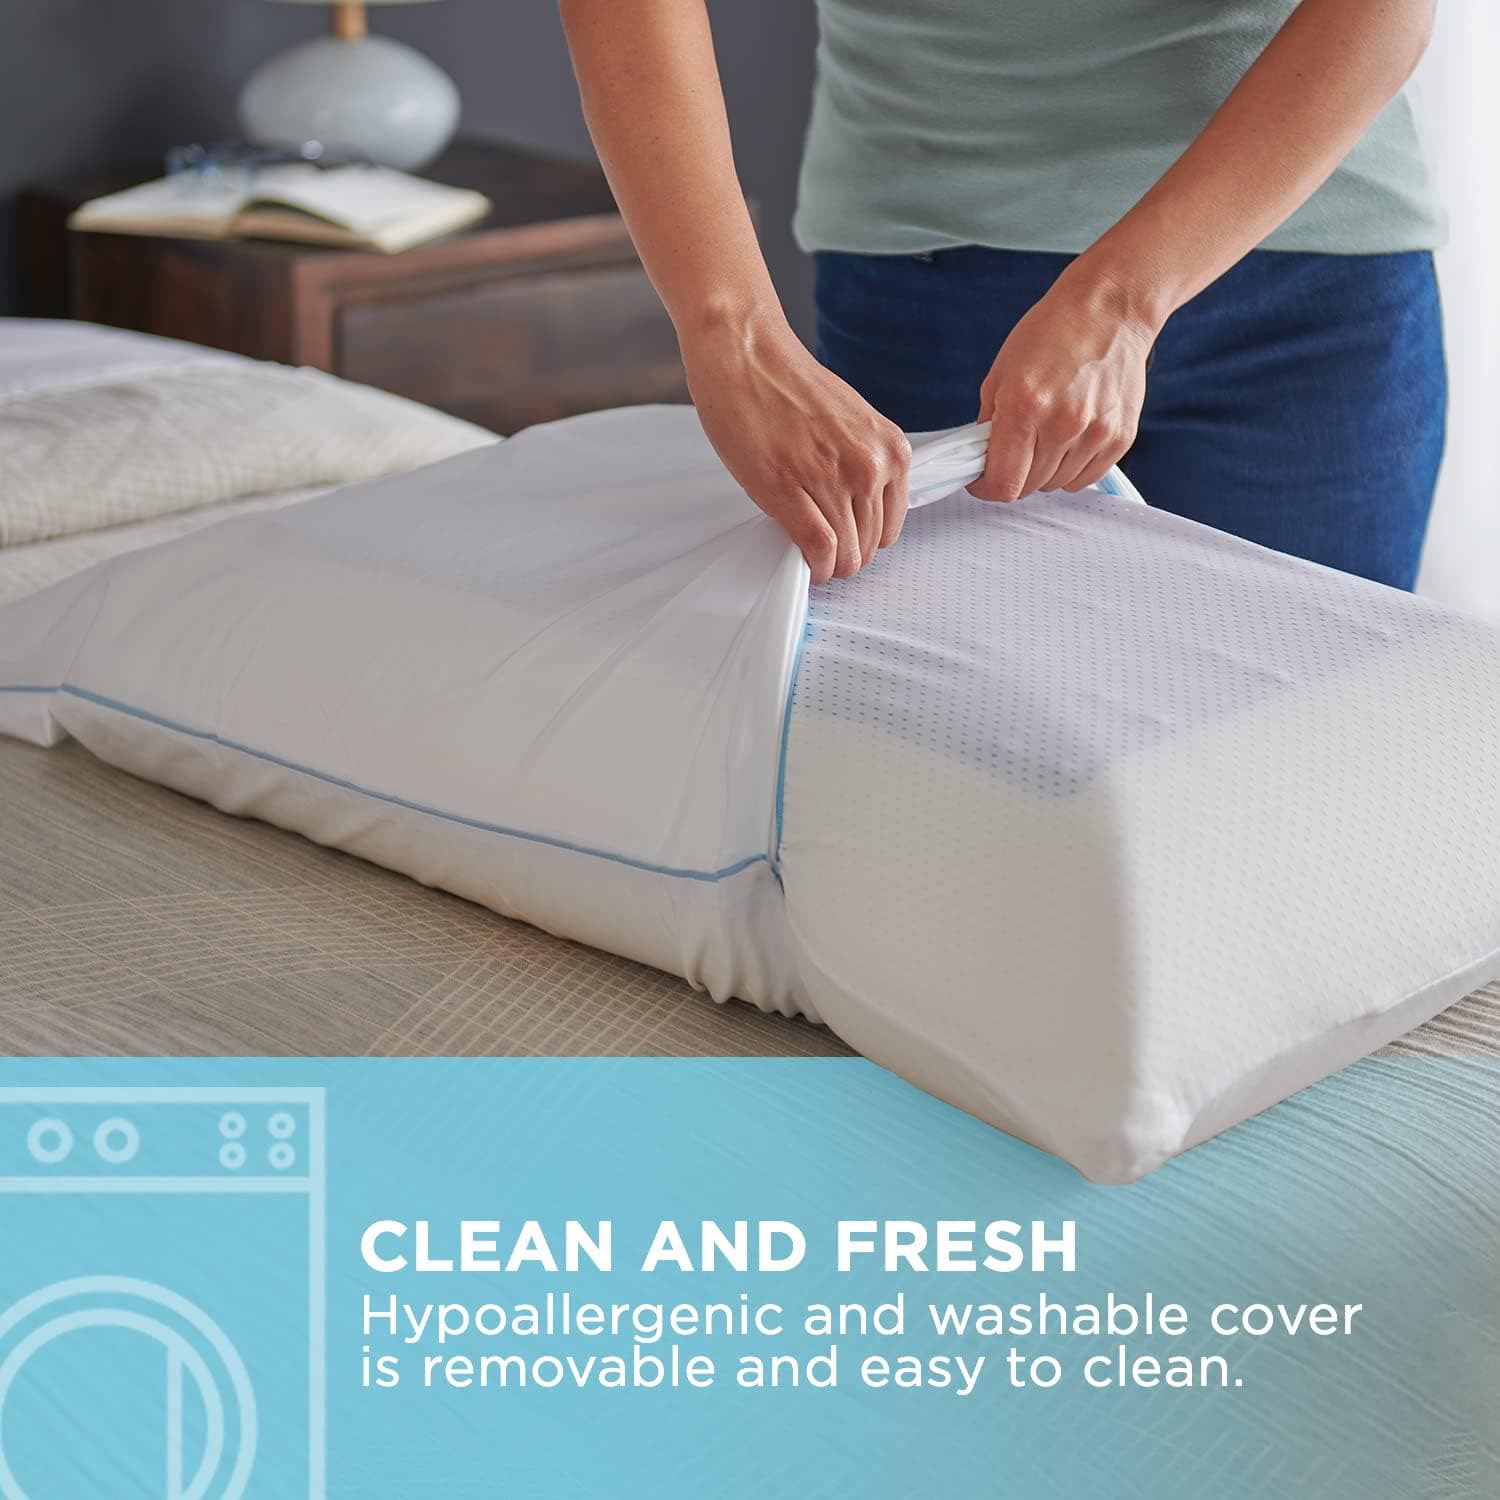 CLEAN AND FRESH
Hypoallergenic and washable cover
is removable and easy to clean.